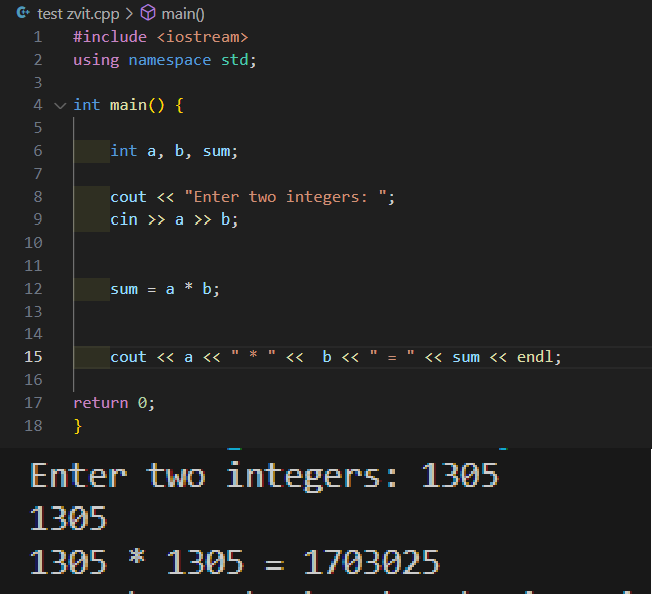 test zvit.cpp > main()
1 #include <iostream>
2 using namespace std;
3
4 int main() {
5
6 int a, b, sum;
7
8 cout << "Enter two integers: ";
9 cin >> a >> b;
10
11
12 sum = a * b;
13
14
15 cout << a << " * " <<  b << " = " << sum << endl;
16
17 return 0;
18 }
Enter two integers: 1305
1305
1305 * 1305 = 1703025